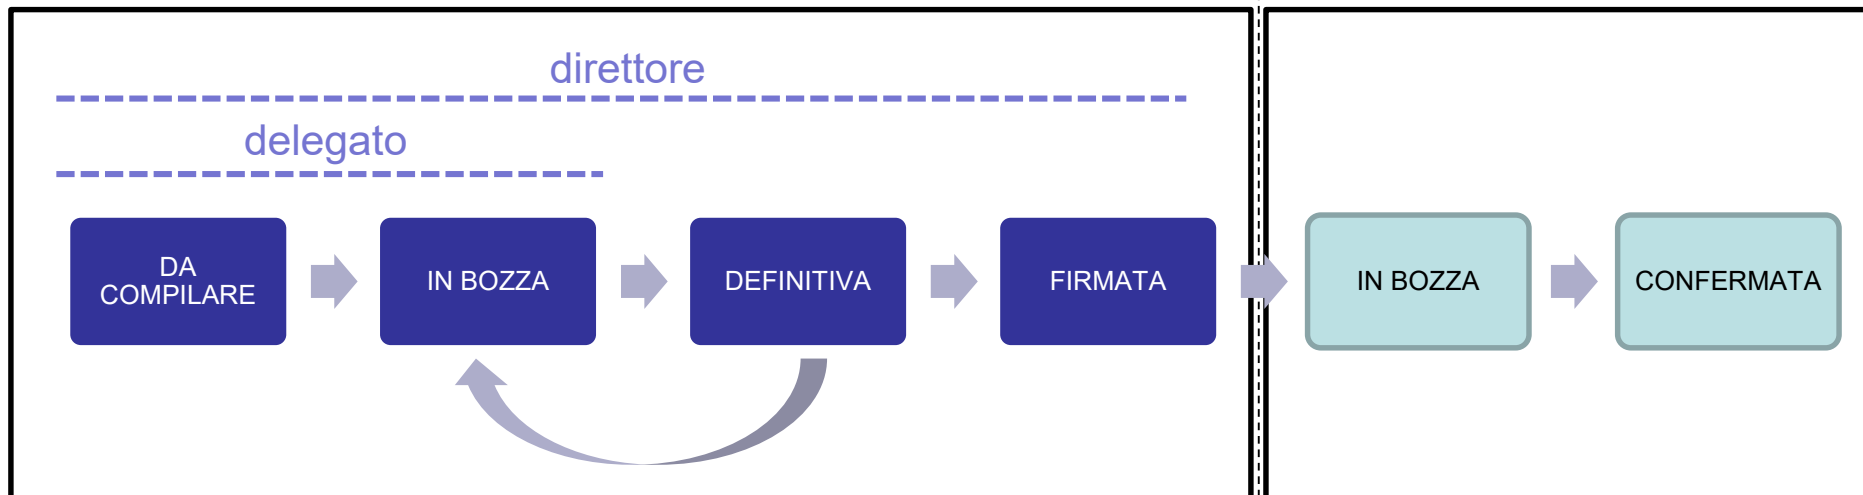 direttore
delegato
DA
COMPILARE
IN BOZZA
DEFINITIVA
FIRMATA
IN BOZZA
CONFERMATA